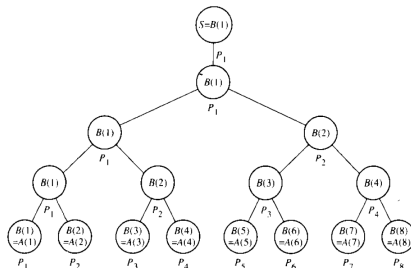 S=B(1)
P₁
B(1)
P₁
B(1) B(2)
P₁ P₂
B(1) B(2) B(3) B(4)
P₁ P₂ P₃ P₄
B(1) B(2) B(3) B(4) B(5) B(6) B(7) B(8)
=A(1) =A(2) =A(3) =A(4) =A(5) =A(6) =A(7) =A(8)
P₁ P₂ P₃ P₄ P₅ P₆ P₇ P₈